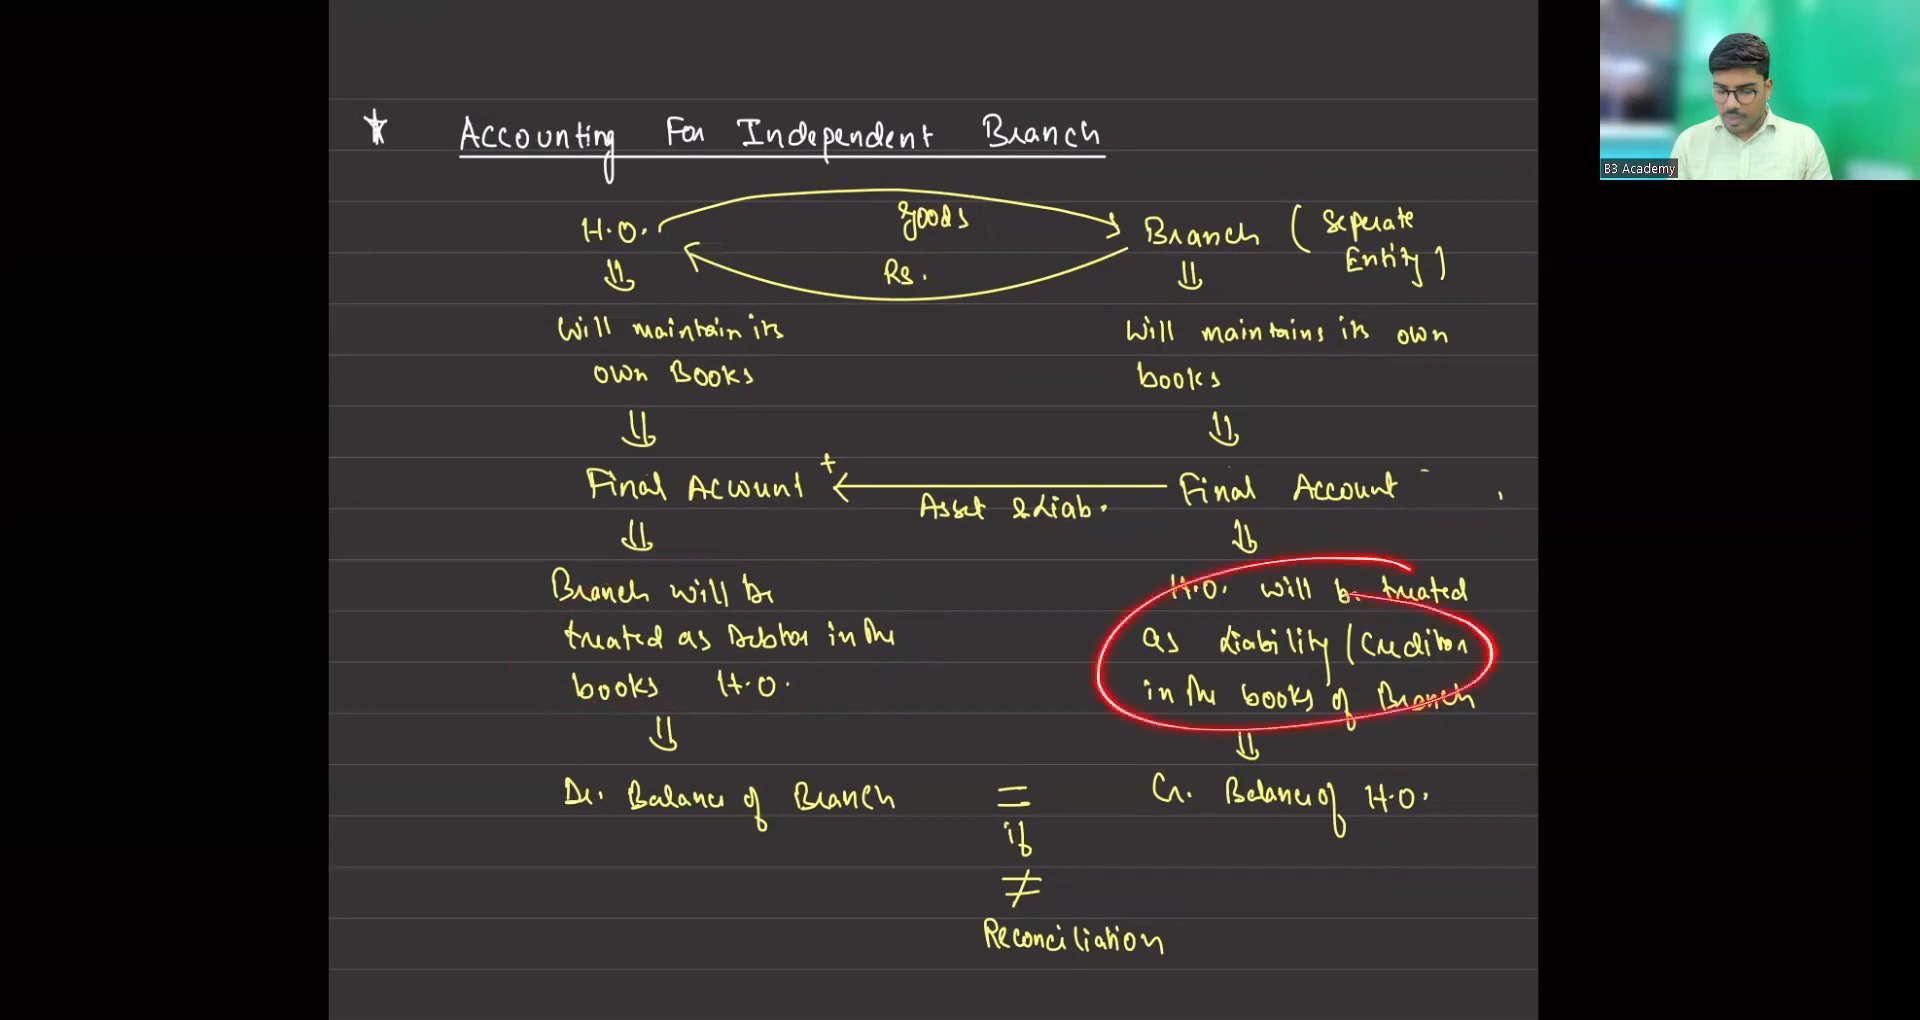 B3 Academy
* Accounting For Independent Branch
H.O. goods Branch (Seperate
Rs. Entity)
Will maintain its Will maintains its own
own Books books
Final Account + Asset & Liab. Final Account
Branch will be H.O. will be treated
treated as Debtor in the as Liability / Creditor
books H.O. in the books of Branch
Dr. Balance of Branch = Cr. Balance of H.O.
if
≠
Reconciliation